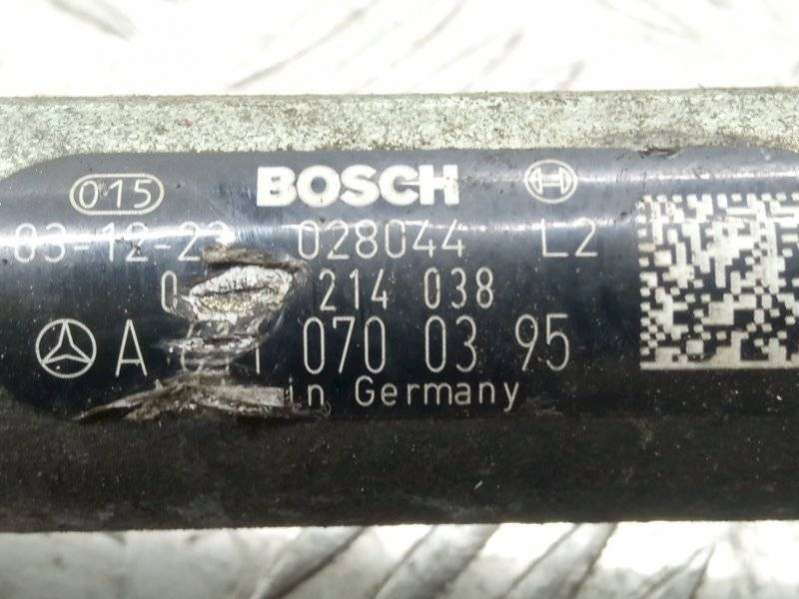 015 BOSCH
028044 L2
214 038
A 070 03 95
in Germany